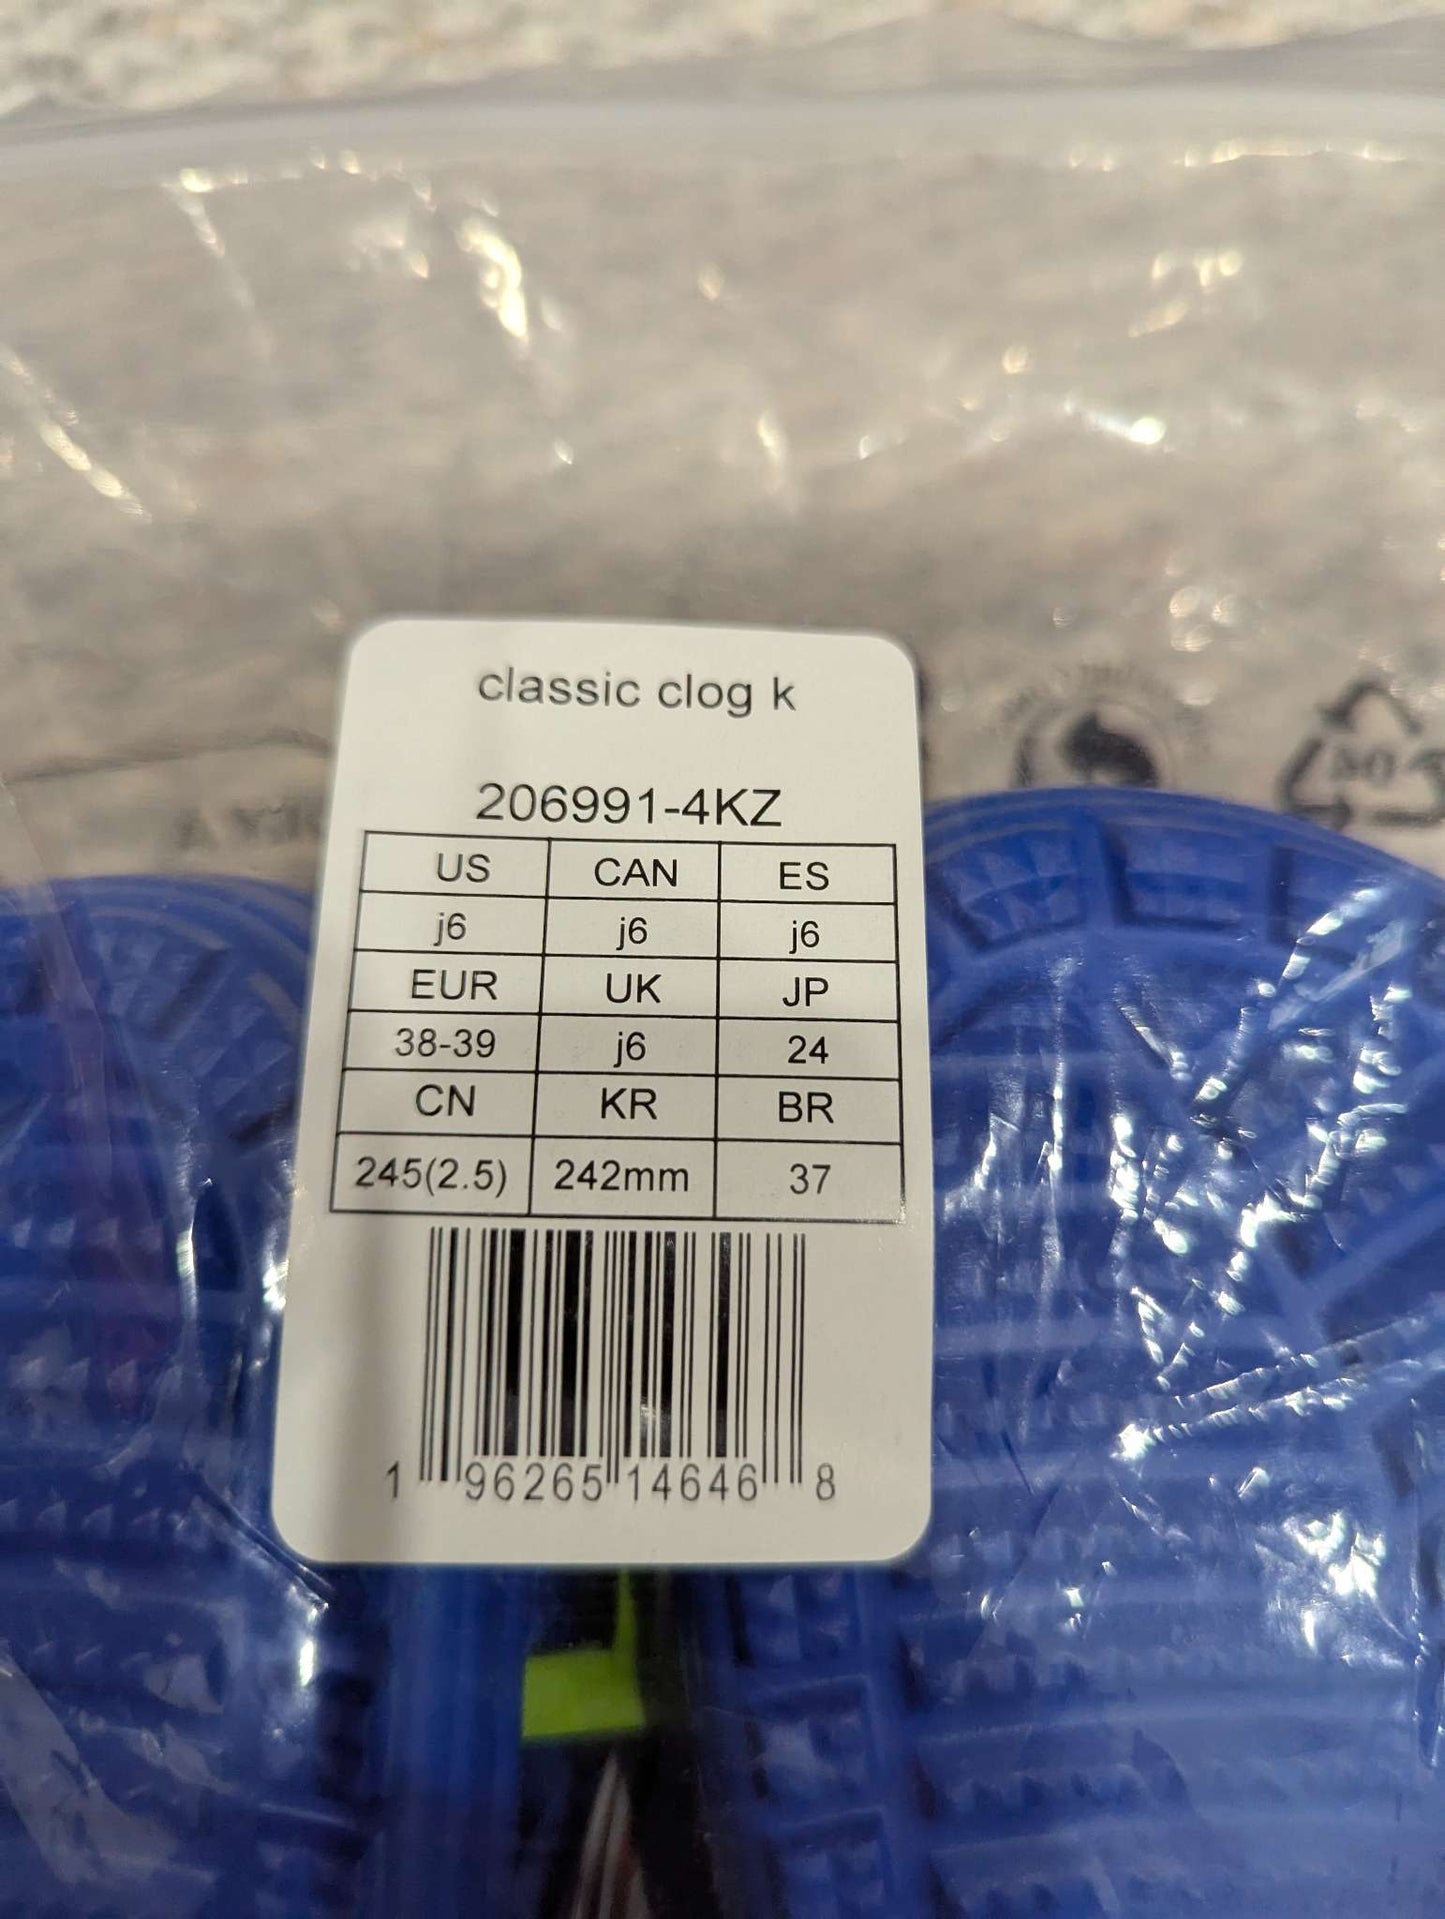 classic clog k
206991-4KZ
US CAN ES
j6 j6 j6
EUR UK JP
38-39 j6 24
CN KR BR
245(2.5) 242mm 37
1 96265 14646 8